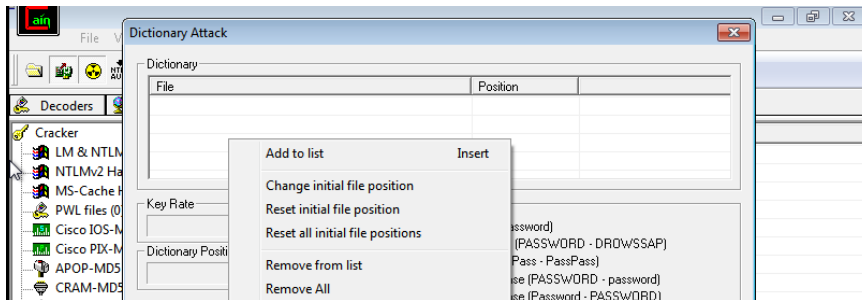 aín
File V
Dictionary Attack
Dictionary
File Position
Decoders
Cracker
LM & NTLM
Add to list Insert
NTLMv2 Ha
Change initial file position
MS-Cache H
Key Rate
Reset initial file position
PWL files (0)
Reset all initial file positions
ssword)
Cisco IOS-M
(PASSWORD - DROWSSAP)
Cisco PIX-M
Dictionary Positi
Pass - PassPass)
APOP-MD5
Remove from list
se (PASSWORD - password)
CRAM-MD5
Remove All
se (Password - PASSWORD)